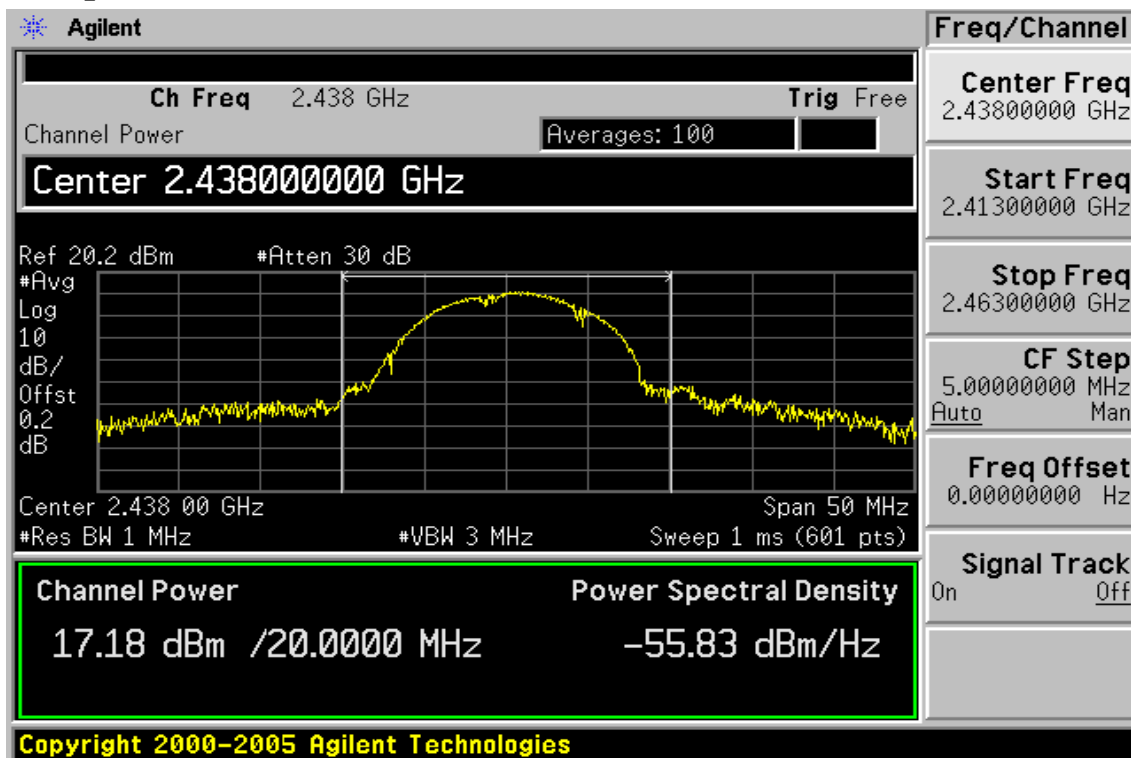 Agilent
Freq/Channel
Ch Freq 2.438 GHz Trig Free
Channel Power Averages: 100
Center 2.438000000 GHz
Ref 20.2 dBm #Atten 30 dB
#Avg
Log
10
dB/
Offst
0.2
dB
Center 2.438 00 GHz Span 50 MHz
#Res BW 1 MHz #VBW 3 MHz Sweep 1 ms (601 pts)
Channel Power Power Spectral Density
17.18 dBm /20.0000 MHz -55.83 dBm/Hz
Center Freq
2.43800000 GHz
Start Freq
2.41300000 GHz
Stop Freq
2.46300000 GHz
CF Step
5.00000000 MHz
Auto Man
Freq Offset
0.00000000 Hz
Signal Track
On Off
Copyright 2000-2005 Agilent Technologies